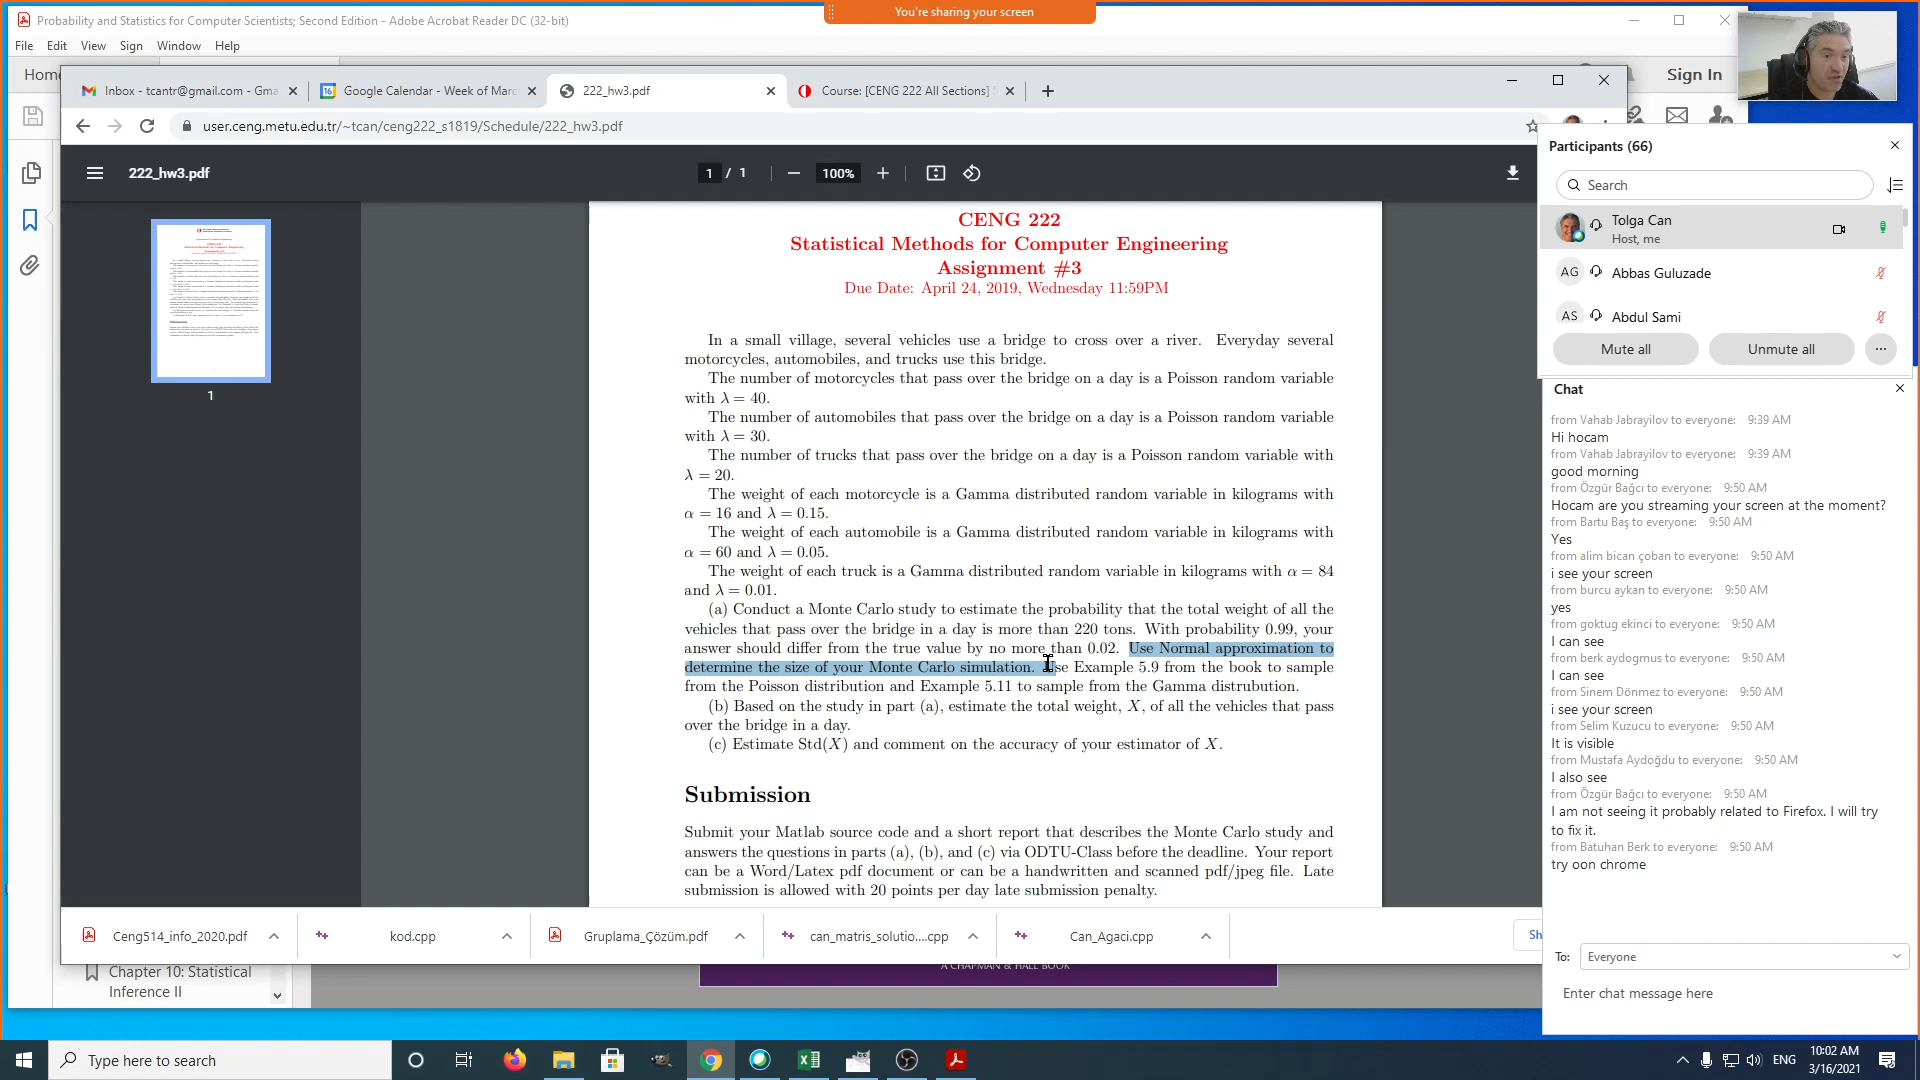 Probability and Statistics for Computer Scientists; Second Edition - Adobe Acrobat Reader DC (32-bit)
You're sharing your screen
File Edit View Sign Window Help
Home
Sign In
Inbox - tcantr@gmail.com - Gma
Google Calendar - Week of Marc
222_hw3.pdf
Course: [CENG 222 All Sections] S
user.ceng.metu.edu.tr/~tcan/ceng222_s1819/Schedule/222_hw3.pdf
222_hw3.pdf
1 / 1
100%
1
CENG 222
Statistical Methods for Computer Engineering
Assignment #3
Due Date: April 24, 2019, Wednesday 11:59PM
In a small village, several vehicles use a bridge to cross over a river. Everyday several
motorcycles, automobiles, and trucks use this bridge.
The number of motorcycles that pass over the bridge on a day is a Poisson random variable
with λ = 40.
The number of automobiles that pass over the bridge on a day is a Poisson random variable
with λ = 30.
The number of trucks that pass over the bridge on a day is a Poisson random variable with
λ = 20.
The weight of each motorcycle is a Gamma distributed random variable in kilograms with
α = 16 and λ = 0.15.
The weight of each automobile is a Gamma distributed random variable in kilograms with
α = 60 and λ = 0.05.
The weight of each truck is a Gamma distributed random variable in kilograms with α = 84
and λ = 0.01.
(a) Conduct a Monte Carlo study to estimate the probability that the total weight of all the
vehicles that pass over the bridge in a day is more than 220 tons. With probability 0.99, your
answer should differ from the true value by no more than 0.02. Use Normal approximation to
determine the size of your Monte Carlo simulation. Use Example 5.9 from the book to sample
from the Poisson distribution and Example 5.11 to sample from the Gamma distrubution.
(b) Based on the study in part (a), estimate the total weight, X, of all the vehicles that pass
over the bridge in a day.
(c) Estimate Std(X) and comment on the accuracy of your estimator of X.
Submission
Submit your Matlab source code and a short report that describes the Monte Carlo study and
answers the questions in parts (a), (b), and (c) via ODTU-Class before the deadline. Your report
can be a Word/Latex pdf document or can be a handwritten and scanned pdf/jpeg file. Late
submission is allowed with 20 points per day late submission penalty.
Participants (66)
Search
Tolga Can
Host, me
AG Abbas Guluzade
AS Abdul Sami
Mute all
Unmute all
Chat
from Vahab Jabrayilov to everyone: 9:39 AM
Hi hocam
from Vahab Jabrayilov to everyone: 9:39 AM
good morning
from Özgür Bağcı to everyone: 9:50 AM
Hocam are you streaming your screen at the moment?
from Bartu Baş to everyone: 9:50 AM
Yes
from alim bican çoban to everyone: 9:50 AM
i see your screen
from burcu aykan to everyone: 9:50 AM
yes
from goktug ekinci to everyone: 9:50 AM
I can see
from berk aydogmus to everyone: 9:50 AM
I can see
from Sinem Dönmez to everyone: 9:50 AM
i see your screen
from Selim Kuzucu to everyone: 9:50 AM
It is visible
from Mustafa Aydoğdu to everyone: 9:50 AM
I also see
from Özgür Bağcı to everyone: 9:50 AM
I am not seeing it probably related to Firefox. I will try
to fix it.
from Batuhan Berk to everyone: 9:50 AM
try oon chrome
To: Everyone
Enter chat message here
Ceng514_info_2020.pdf
kod.cpp
Gruplama_Çözüm.pdf
can_matris_solutio....cpp
Can_Agaci.cpp
Sh
Chapter 10: Statistical
Inference II
A CHAPMAN & HALL BOOK
Type here to search
ENG
10:02 AM
3/16/2021